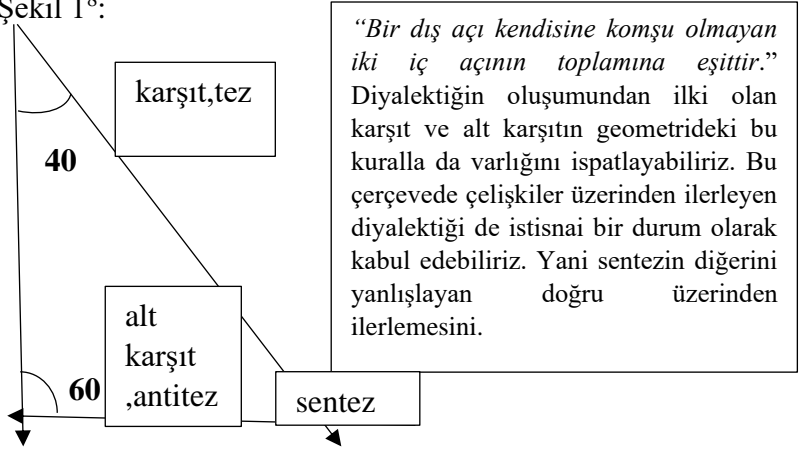 Şekil 1⁸:
karşıt,tez
40
alt
karşıt
,antitez
60
sentez
“Bir dış açı kendisine komşu olmayan
iki iç açının toplamına eşittir.”
Diyalektiğin oluşumundan ilki olan
karşıt ve alt karşıtın geometrideki bu
kuralla da varlığını ispatlayabiliriz. Bu
çerçevede çelişkiler üzerinden ilerleyen
diyalektiği de istisnai bir durum olarak
kabul edebiliriz. Yani sentezin diğerini
yanlışlayan doğru üzerinden
ilerlemesini.